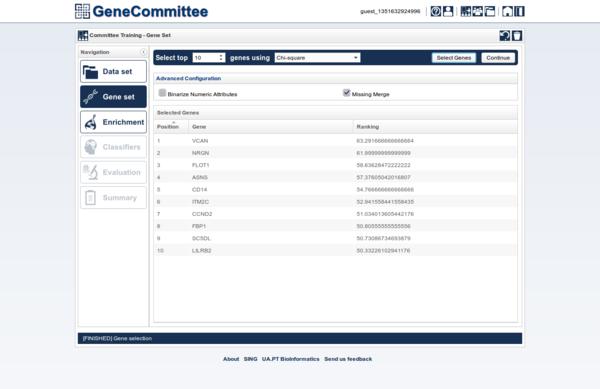 GeneCommittee
guest_1351632924996
Committee Training - Gene Set
Navigation
Data set
Gene set
Enrichment
Classifiers
Evaluation
Summary
Select top 10 genes using Chi-square Select Genes Continue
Advanced Configuration
Binarize Numeric Attributes Missing Merge
Selected Genes
Position Gene Ranking
1 VCAN 63.291666666666664
2 NRGN 61.99999999999999
3 FLOT1 58.63628472222222
4 ASNS 57.37605042016807
5 CD14 54.766666666666666
6 ITM2C 52.941558441558435
7 CCND2 51.034013605442176
8 FBP1 50.80555555555556
9 SC5DL 50.73086734693879
10 LILRB2 50.33226102941176
[FINISHED] Gene selection
About SING UA.PT Bioinformatics Send us feedback